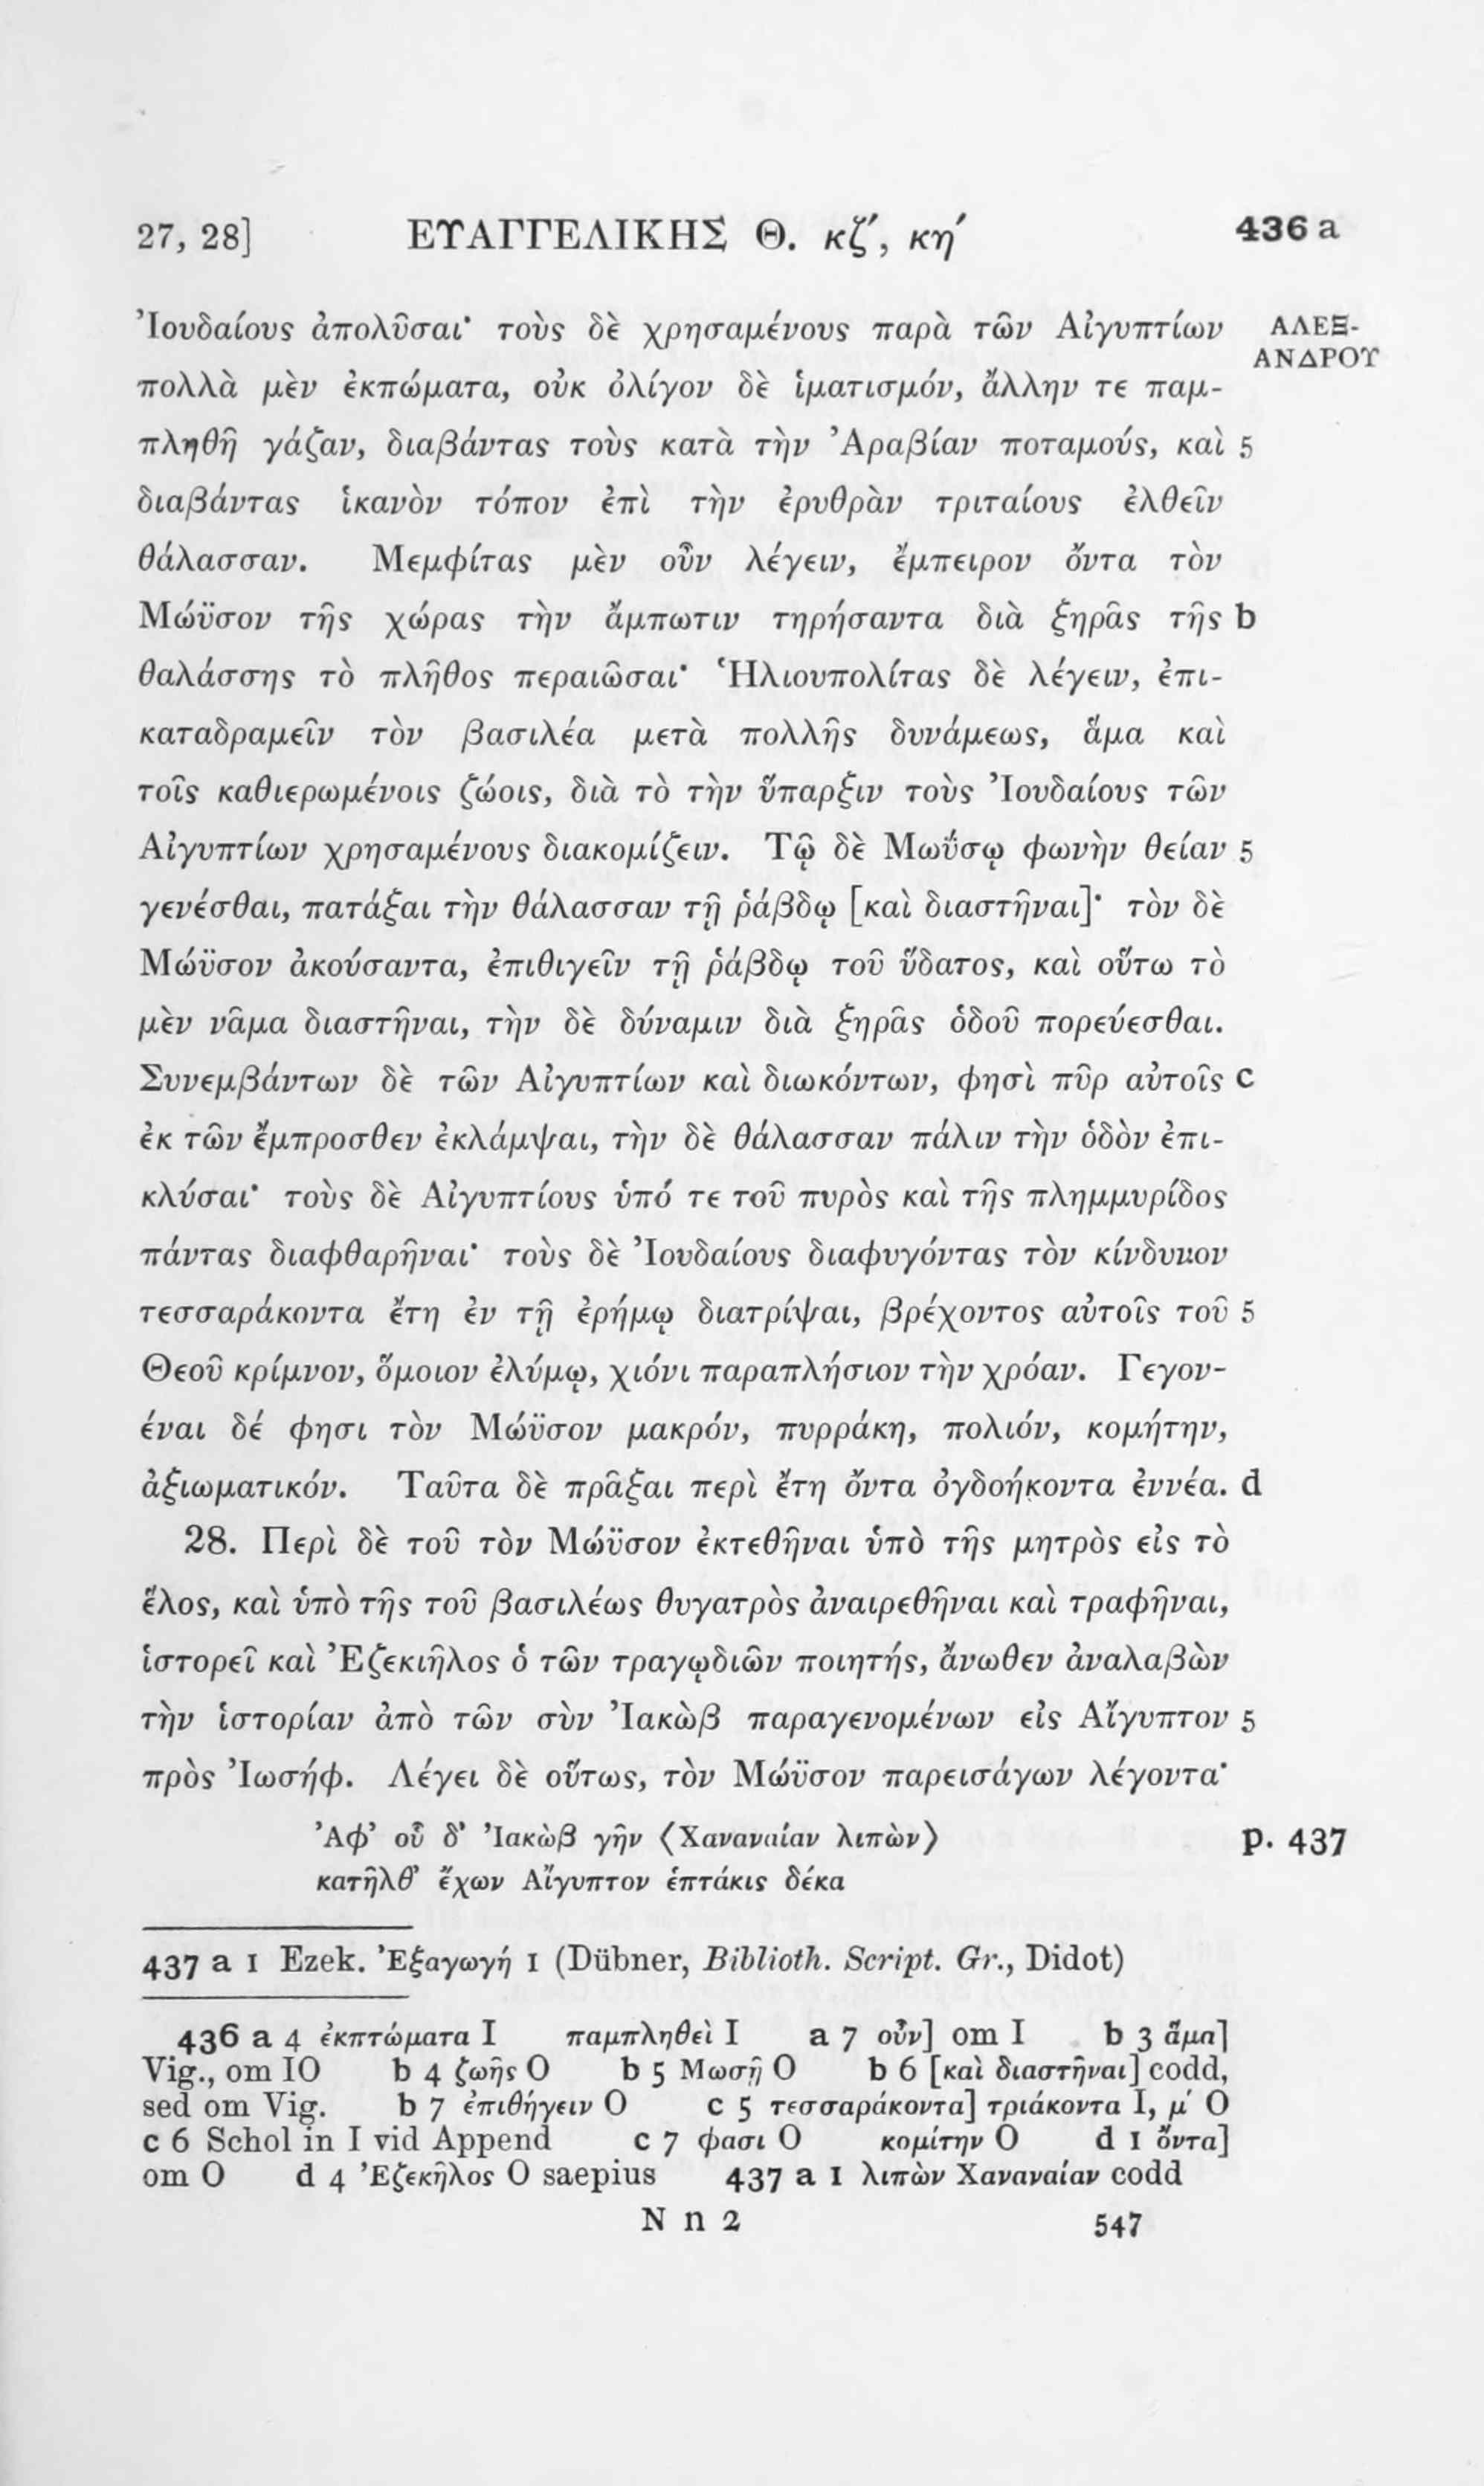 27, 28] ΕΥΑΓΓΕΛΙΚΗΣ Θ. κζ´, κη´ 436 a
Ἰουδαίους ἀπολῦσαι· τοὺς δὲ χρησαμένους παρὰ τῶν Αἰγυπτίων ΑΛΕΞ-
ΑΝΔΡΟΥ
πολλὰ μὲν ἐκπώματα, οὐκ ὀλίγον δὲ ἱματισμόν, ἄλλην τε παμ-
πληθῆ γάζαν, διαβάντας τοὺς κατὰ τὴν Ἀραβίαν ποταμούς, καὶ 5
διαβάντας ἱκανὸν τόπον ἐπὶ τὴν ἐρυθρὰν τριταίους ἐλθεῖν
θάλασσαν. Μεμφίτας μὲν οὖν λέγειν, ἔμπειρον ὄντα τὸν
Μώϋσον τῆς χώρας τὴν ἄμπωτιν τηρήσαντα διὰ ξηρᾶς τῆς b
θαλάσσης τὸ πλῆθος περαιῶσαι· Ἡλιουπολίτας δὲ λέγειν, ἐπι-
καταδραμεῖν τὸν βασιλέα μετὰ πολλῆς δυνάμεως, ἅμα καὶ
τοῖς καθιερωμένοις ζώοις, διὰ τὸ τὴν ὕπαρξιν τοὺς Ἰουδαίους τῶν
Αἰγυπτίων χρησαμένους διακομίζειν. Τῷ δὲ Μωΰσῳ φωνὴν θείαν 5
γενέσθαι, πατάξαι τὴν θάλασσαν τῇ ῥάβδῳ [καὶ διαστῆναι]· τὸν δὲ
Μώϋσον ἀκούσαντα, ἐπιθιγεῖν τῇ ῥάβδῳ τοῦ ὕδατος, καὶ οὕτω τὸ
μὲν νᾶμα διαστῆναι, τὴν δὲ δύναμιν διὰ ξηρᾶς ὁδοῦ πορεύεσθαι.
Συνεμβάντων δὲ τῶν Αἰγυπτίων καὶ διωκόντων, φησὶ πῦρ αὐτοῖς c
ἐκ τῶν ἔμπροσθεν ἐκλάμψαι, τὴν δὲ θάλασσαν πάλιν τὴν ὁδὸν ἐπι-
κλύσαι· τοὺς δὲ Αἰγυπτίους ὑπό τε τοῦ πυρὸς καὶ τῆς πλημμυρίδος
πάντας διαφθαρῆναι· τοὺς δὲ Ἰουδαίους διαφυγόντας τὸν κίνδυνον
τεσσαράκοντα ἔτη ἐν τῇ ἐρήμῳ διατρίψαι, βρέχοντος αὐτοῖς τοῦ 5
Θεοῦ κρίμνον, ὅμοιον ἐλύμῳ, χιόνι παραπλήσιον τὴν χρόαν. Γεγον-
έναι δέ φησι τὸν Μώϋσον μακρόν, πυρράκη, πολιόν, κομήτην,
ἀξιωματικόν. Ταῦτα δὲ πρᾶξαι περὶ ἔτη ὄντα ὀγδοήκοντα ἐννέα. d
28. Περὶ δὲ τοῦ τὸν Μώϋσον ἐκτεθῆναι ὑπὸ τῆς μητρὸς εἰς τὸ
ἕλος, καὶ ὑπὸ τῆς τοῦ βασιλέως θυγατρὸς ἀναιρεθῆναι καὶ τραφῆναι,
ἱστορεῖ καὶ Ἐζεκιῆλος ὁ τῶν τραγῳδιῶν ποιητής, ἄνωθεν ἀναλαβὼν
τὴν ἱστορίαν ἀπὸ τῶν σὺν Ἰακὼβ παραγενομένων εἰς Αἴγυπτον 5
πρὸς Ἰωσήφ. Λέγει δὲ οὕτως, τὸν Μώϋσον παρεισάγων λέγοντα·
Ἀφ’ οὗ δ’ Ἰακὼβ γῆν ⟨Χαναναίαν λιπὼν⟩ p. 437
κατῆλθ’ ἔχων Αἴγυπτον ἑπτάκις δέκα
437 a 1 Ezek. Ἐξαγωγή 1 (Dübner, Biblioth. Script. Gr., Didot)
436 a 4 ἐκπτώματα I παμπληθεὶ I a 7 οὖν] om I b 3 ἅμα]
Vig., om IO b 4 ζωῆς O b 5 Μωσῇ O b 6 [καὶ διαστῆναι] codd,
sed om Vig. b 7 ἐπιθήγειν O c 5 τεσσαράκοντα] τριάκοντα I, μ´ O
c 6 Schol in I vid Append c 7 φασι O κομίτην O d 1 ὄντα]
om O d 4 Ἐζεκῆλος O saepius 437 a 1 λιπὼν Χαναναίαν codd
N n 2 547